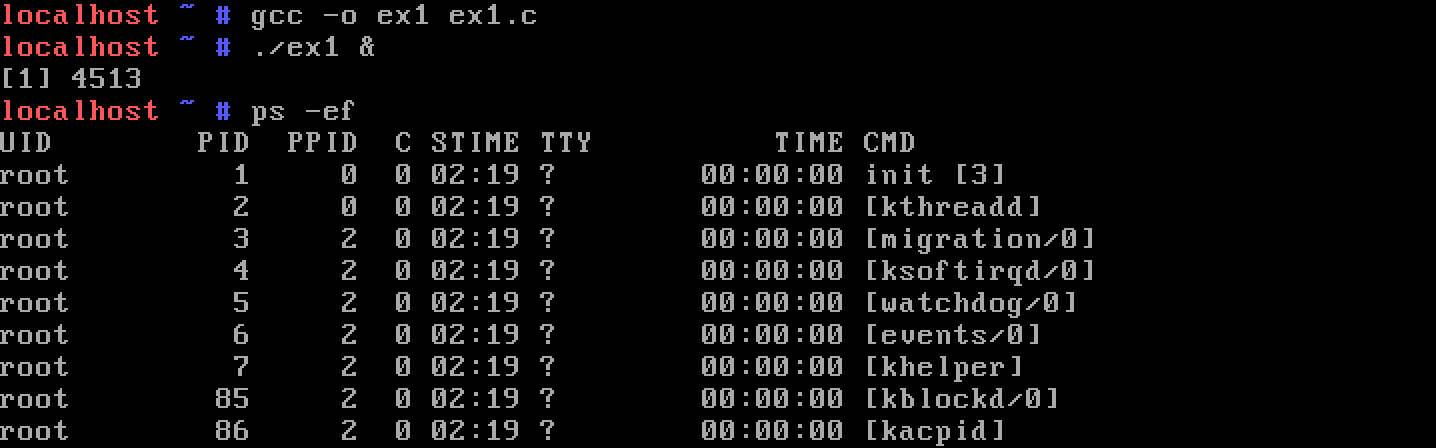 localhost ~ # gcc -o ex1 ex1.c
localhost ~ # ./ex1 &
[1] 4513
localhost ~ # ps -ef
UID        PID  PPID  C STIME TTY          TIME CMD
root         1     0  0 02:19 ?        00:00:00 init [3]
root         2     0  0 02:19 ?        00:00:00 [kthreadd]
root         3     2  0 02:19 ?        00:00:00 [migration/0]
root         4     2  0 02:19 ?        00:00:00 [ksoftirqd/0]
root         5     2  0 02:19 ?        00:00:00 [watchdog/0]
root         6     2  0 02:19 ?        00:00:00 [events/0]
root         7     2  0 02:19 ?        00:00:00 [khelper]
root        85     2  0 02:19 ?        00:00:00 [kblockd/0]
root        86     2  0 02:19 ?        00:00:00 [kacpid]